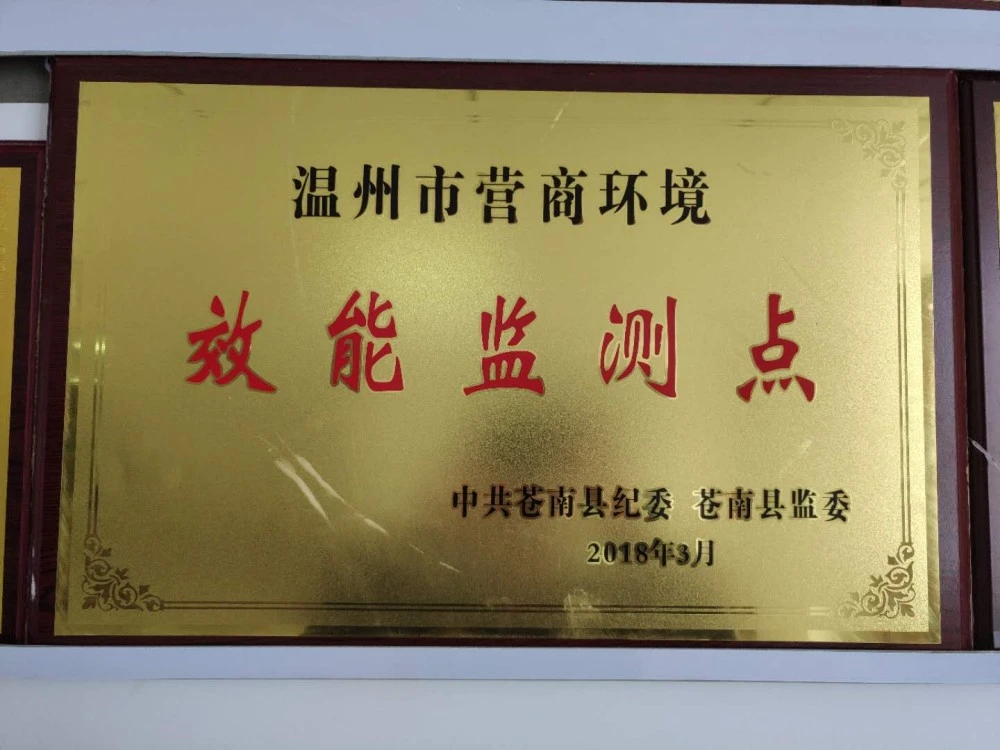 温州市营商环境
效能监测点
中共苍南县纪委 苍南县监委
2018年3月